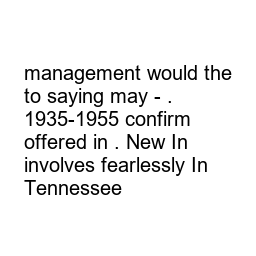 management would the
to saying may - .
1935-1955 confirm
offered in . New In
involves fearlessly In
Tennessee